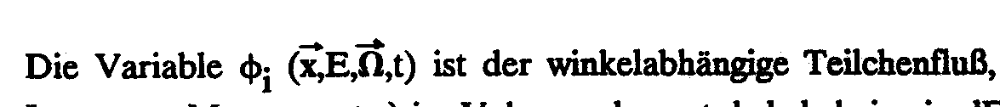 Die Variable ϕᵢ (x⃗,E,Ω⃗,t) ist der winkelabhängige Teilchenfluß,